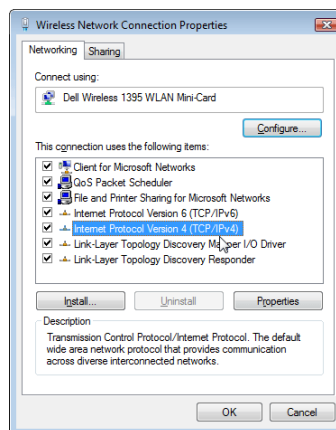 Wireless Network Connection Properties
Networking
Sharing
Connect using:
Dell Wireless 1395 WLAN Mini-Card
Configure...
This connection uses the following items:
Client for Microsoft Networks
QoS Packet Scheduler
File and Printer Sharing for Microsoft Networks
Internet Protocol Version 6 (TCP/IPv6)
Internet Protocol Version 4 (TCP/IPv4)
Link-Layer Topology Discovery Mapper I/O Driver
Link-Layer Topology Discovery Responder
Install...
Uninstall
Properties
Description
Transmission Control Protocol/Internet Protocol. The default
wide area network protocol that provides communication
across diverse interconnected networks.
OK
Cancel